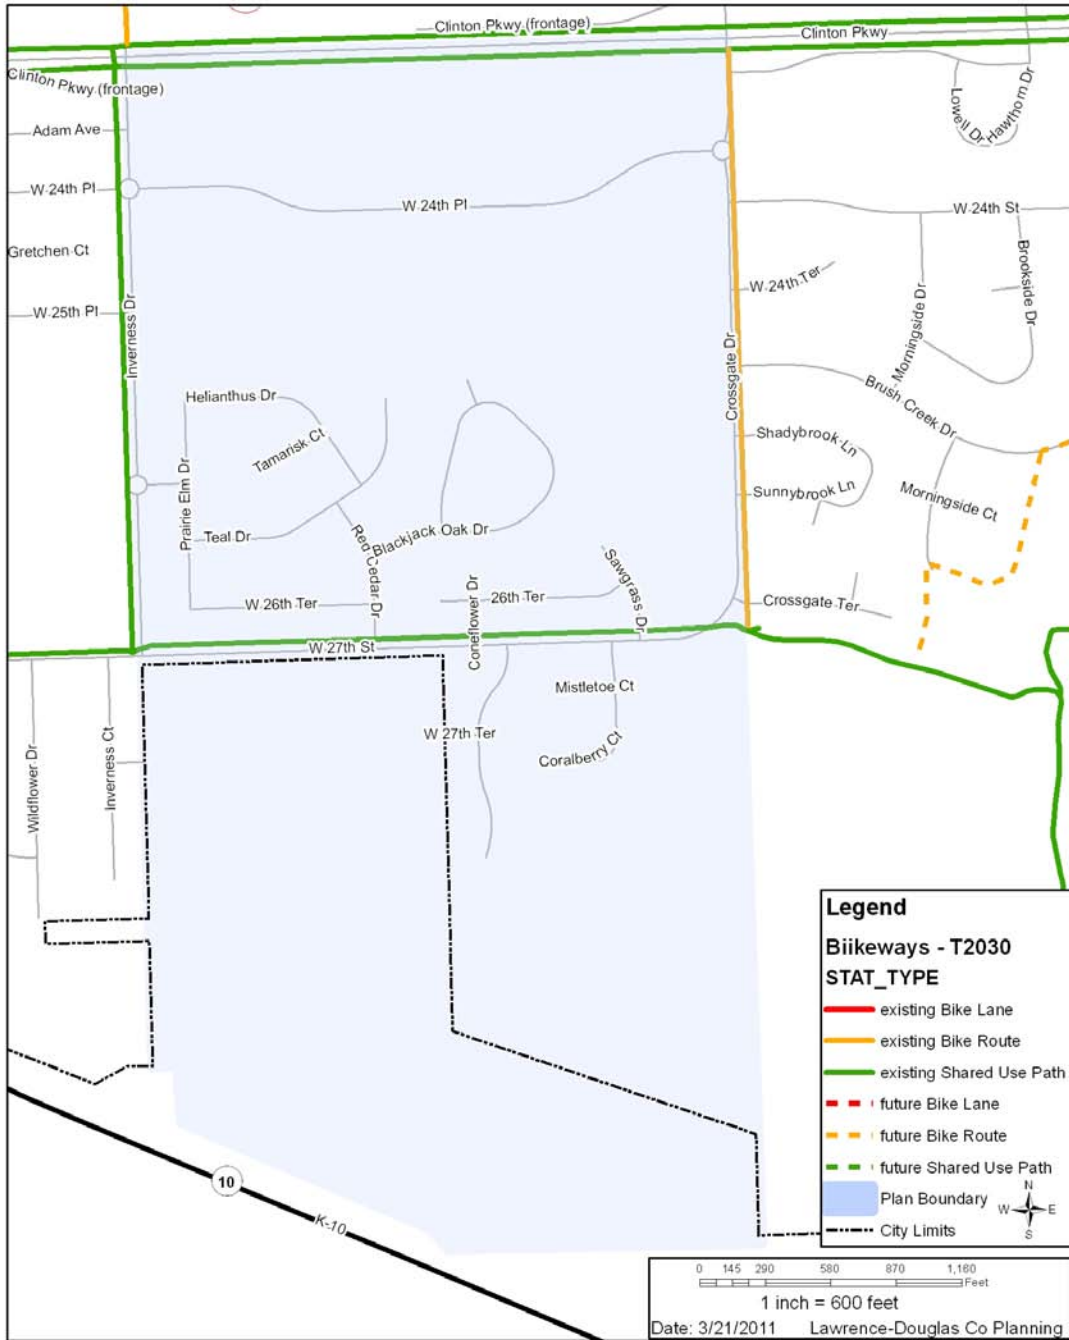 Clinton Pkwy (frontage)
Clinton Pkwy
Clinton Pkwy (frontage)
Adam Ave
W 24th Pl
Gretchen Ct
W 25th Pl
Inverness Dr
W 24th Pl
Lowell Dr
Hawthorn Dr
W 24th St
Brookside Dr
W 24th Ter
Morningside Dr
Crossgate Dr
Brush Creek Dr
Helianthus Dr
Tamarisk Ct
Shadybrook Ln
Sunnybrook Ln
Morningside Ct
Prairie Elm Dr
Teal Dr
Red Cedar Dr
Blackjack Oak Dr
Coneflower Dr
Sawgrass Dr
W 26th Ter
26th Ter
Crossgate Ter
W 27th St
Mistletoe Ct
W 27th Ter
Coralberry Ct
Wildflower Dr
Inverness Ct
10
K-10
Legend
Biikeways - T2030
STAT_TYPE
existing Bike Lane
existing Bike Route
existing Shared Use Path
future Bike Lane
future Bike Route
future Shared Use Path
Plan Boundary
N
W E
S
City Limits
0 145 290 580 870 1,160
Feet
1 inch = 600 feet
Date: 3/21/2011 Lawrence-Douglas Co Planning